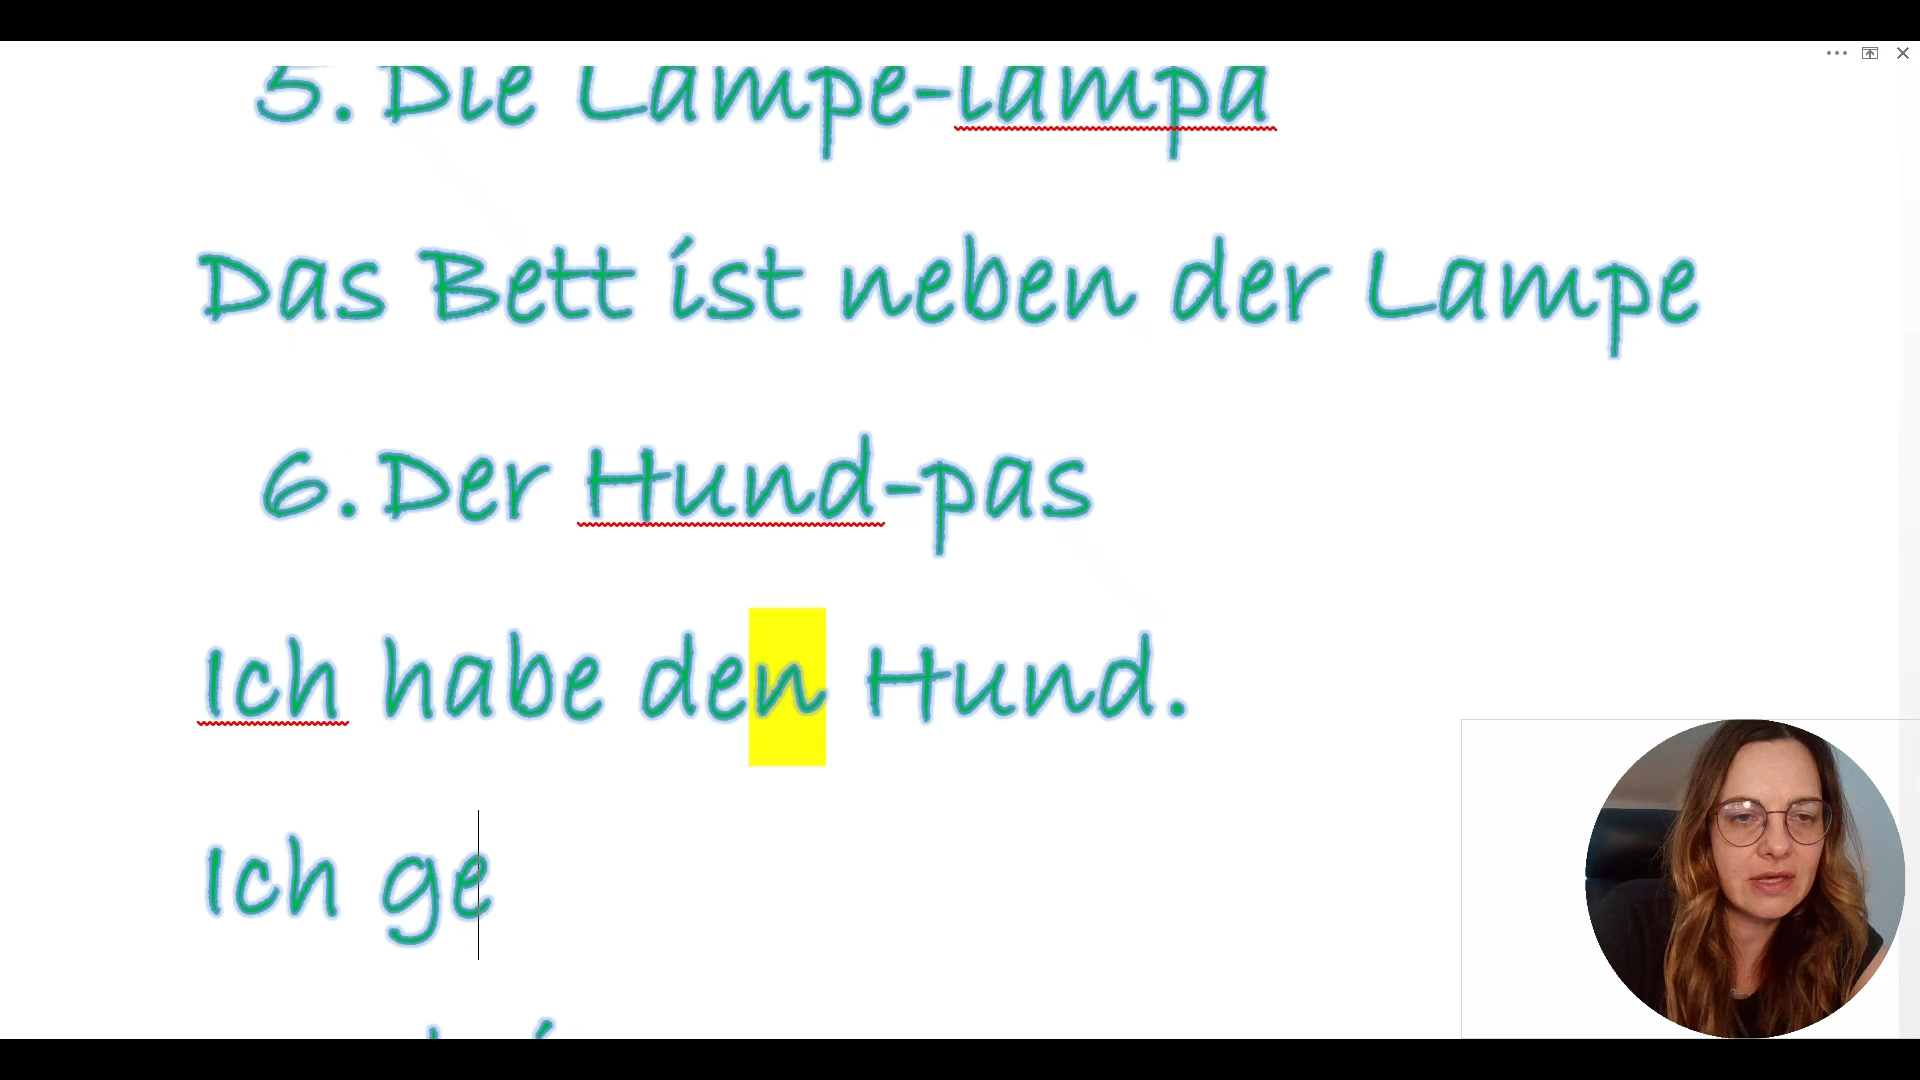 5. Die Lampe-lampa
Das Bett ist neben der Lampe
6. Der Hund-pas
Ich habe den Hund.
Ich ge